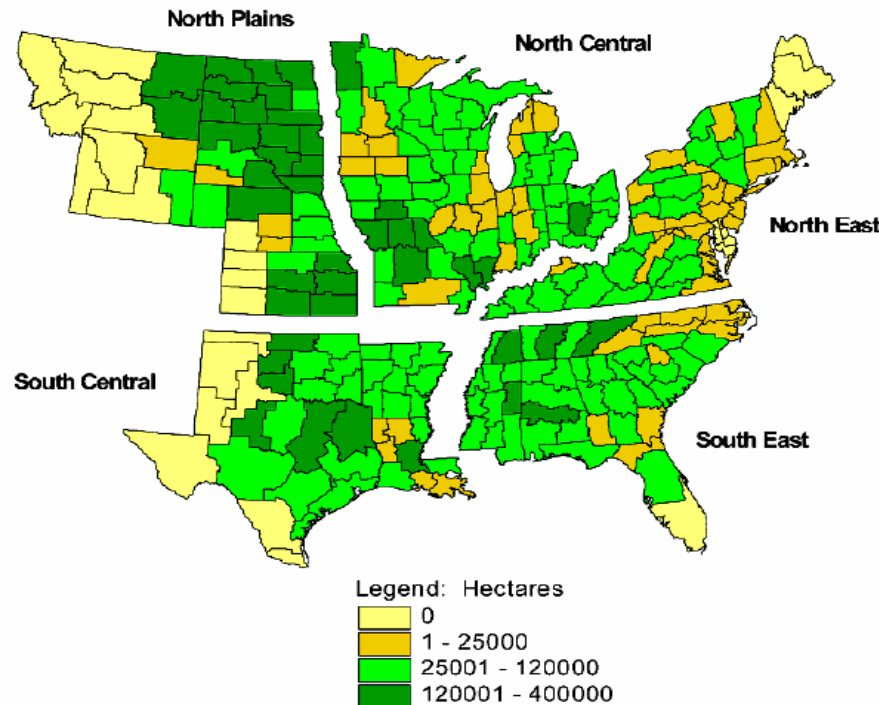 North Plains
North Central
North East
South Central
South East
Legend: Hectares
0
1 - 25000
25001 - 120000
120001 - 400000